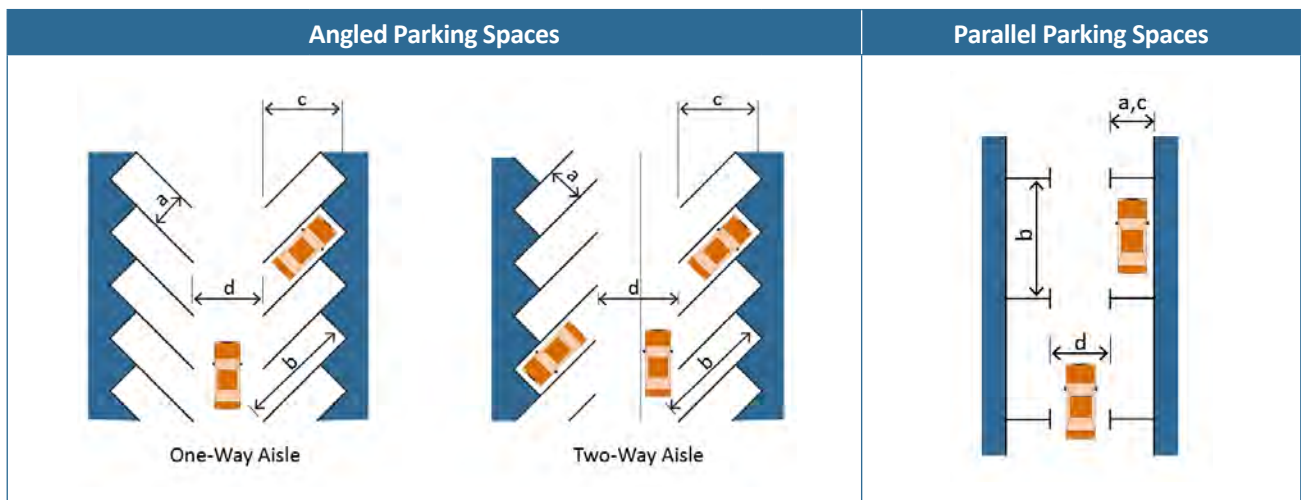 Angled Parking Spaces
Parallel Parking Spaces
c
a
d
b
One-Way Aisle
c
a
d
b
Two-Way Aisle
a,c
b
d